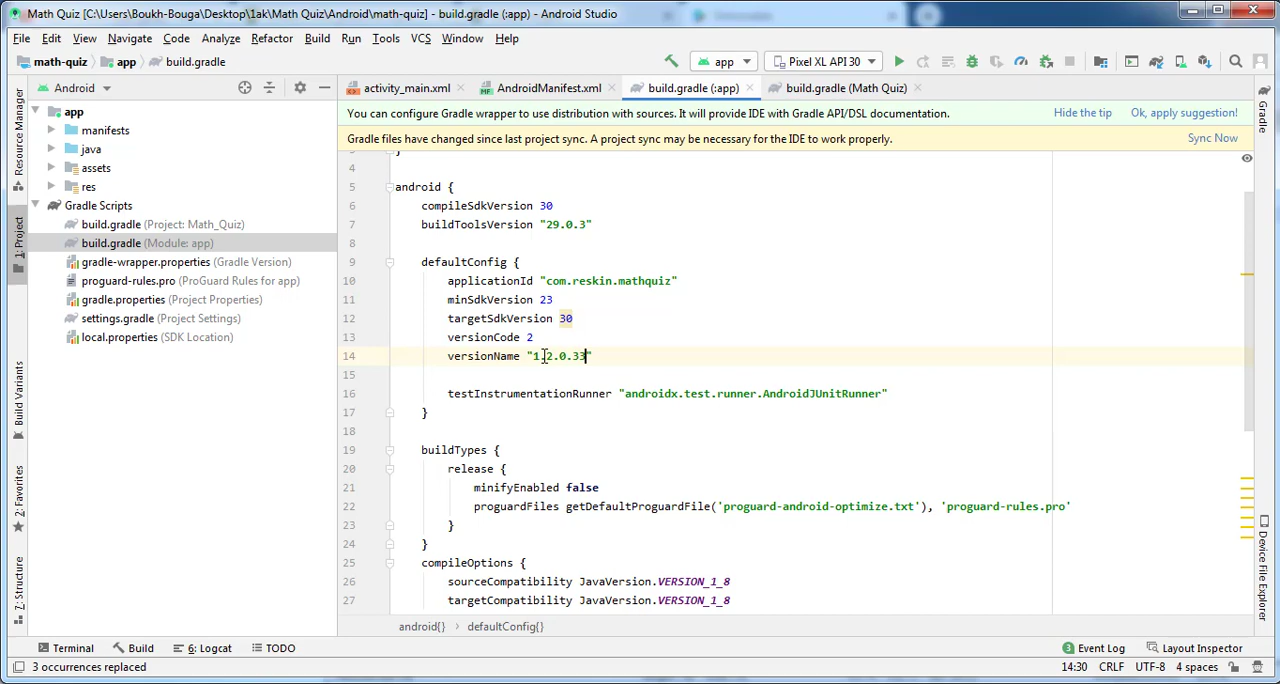 Math Quiz [C:\Users\Boukh-Bouga\Desktop\1ak\Math Quiz\Android\math-quiz] - build.gradle (:app) - Android Studio
File Edit View Navigate Code Analyze Refactor Build Run Tools VCS Window Help
math-quiz app build.gradle app Pixel XL API 30
Android activity_main.xml AndroidManifest.xml build.gradle (:app) build.gradle (Math Quiz)
You can configure Gradle wrapper to use distribution with sources. It will provide IDE with Gradle API/DSL documentation. Hide the tip Ok, apply suggestion!
Gradle files have changed since last project sync. A project sync may be necessary for the IDE to work properly. Sync Now
Resource Manager
1: Project
Build Variants
2: Favorites
7: Structure
app
manifests
java
assets
res
Gradle Scripts
build.gradle (Project: Math_Quiz)
build.gradle (Module: app)
gradle-wrapper.properties (Gradle Version)
proguard-rules.pro (ProGuard Rules for app)
gradle.properties (Project Properties)
settings.gradle (Project Settings)
local.properties (SDK Location)
4
5 android {
6 compileSdkVersion 30
7 buildToolsVersion "29.0.3"
8
9 defaultConfig {
10 applicationId "com.reskin.mathquiz"
11 minSdkVersion 23
12 targetSdkVersion 30
13 versionCode 2
14 versionName "1.2.0.33"
15
16 testInstrumentationRunner "androidx.test.runner.AndroidJUnitRunner"
17 }
18
19 buildTypes {
20 release {
21 minifyEnabled false
22 proguardFiles getDefaultProguardFile('proguard-android-optimize.txt'), 'proguard-rules.pro'
23 }
24 }
25 compileOptions {
26 sourceCompatibility JavaVersion.VERSION_1_8
27 targetCompatibility JavaVersion.VERSION_1_8
android{} › defaultConfig{}
Gradle
Device File Explorer
Terminal Build 6: Logcat TODO 3 Event Log Layout Inspector
3 occurrences replaced 14:30 CRLF UTF-8 4 spaces